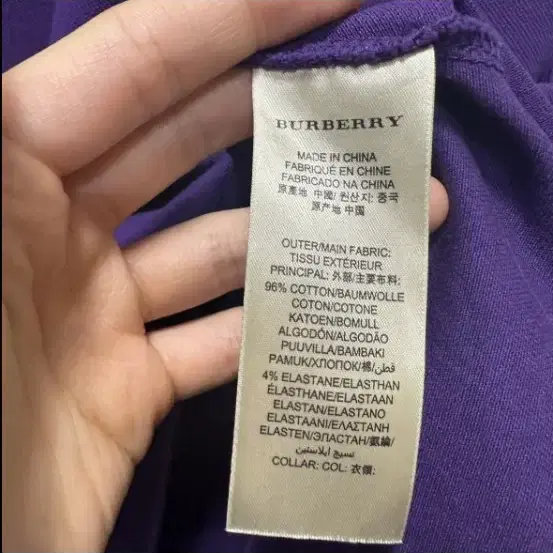 BURBERRY
MADE IN CHINA
FABRIQUÉ EN CHINE
FABRICADO NA CHINA
原產地 中國/ 원산지: 중국
原产地 中国
OUTER/MAIN FABRIC:
TISSU EXTÉRIEUR
PRINCIPAL: 外部/主要布料:
96% COTTON/BAUMWOLLE
COTON/COTONE
KATOEN/BOMULL
ALGODÓN/ALGODÃO
PUUVILLA/BAMBAKI
PAMUK/ХЛОПОК/棉/قطن/
4% ELASTANE/ELASTHAN
ÉLASTHANE/ELASTAAN
ELASTAN/ELASTANO
ELASTAANI/ΕΛΑΣΤΑΝΗ
ELASTEN/ЭЛАСТАН/氨綸/
نسيج ايلاستين
COLLAR: COL: 衣領: